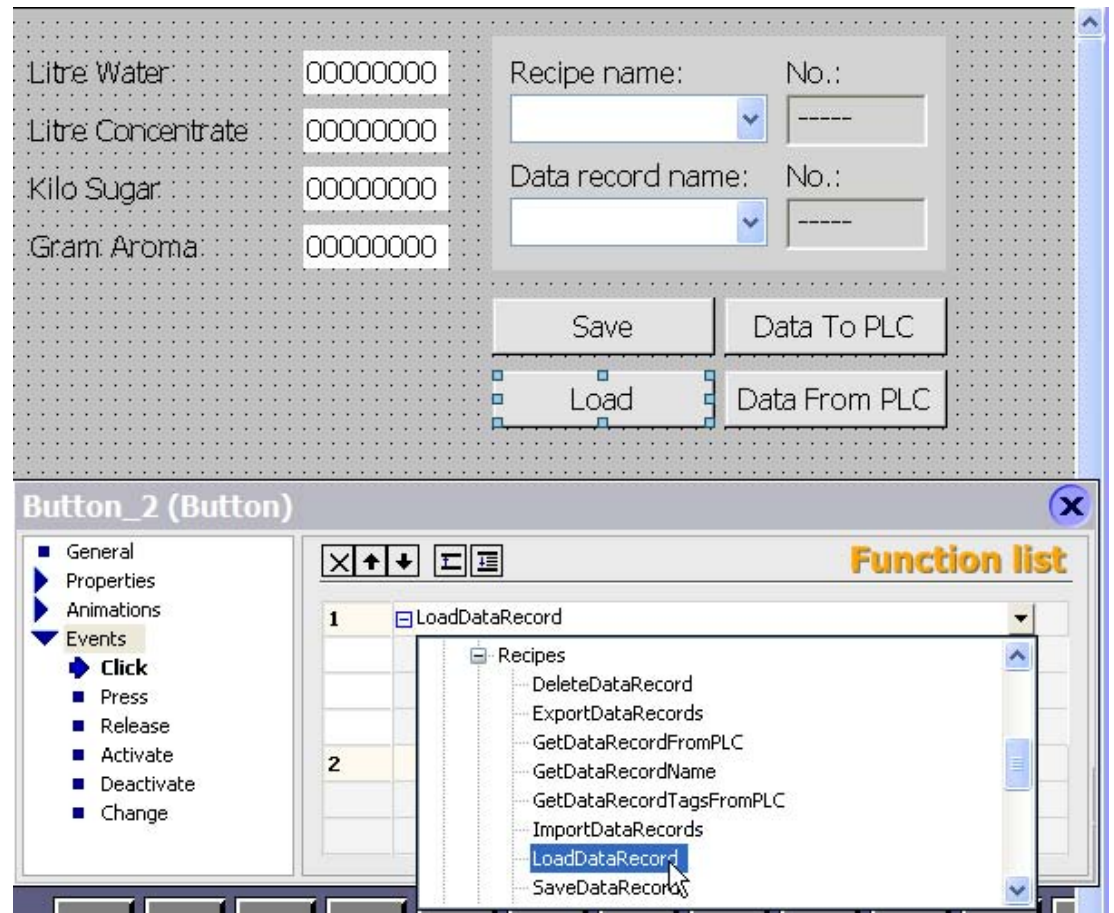 Litre Water 00000000
Litre Concentrate 00000000
Kilo Sugar 00000000
Gram Aroma 00000000
Recipe name: No.:
-----
Data record name: No.:
-----
Save Data To PLC
Load Data From PLC
Button_2 (Button)
General
Properties
Animations
Events
Click
Press
Release
Activate
Deactivate
Change
Function list
1 LoadDataRecord
2
Recipes
DeleteDataRecord
ExportDataRecords
GetDataRecordFromPLC
GetDataRecordName
GetDataRecordTagsFromPLC
ImportDataRecords
LoadDataRecord
SaveDataRecord